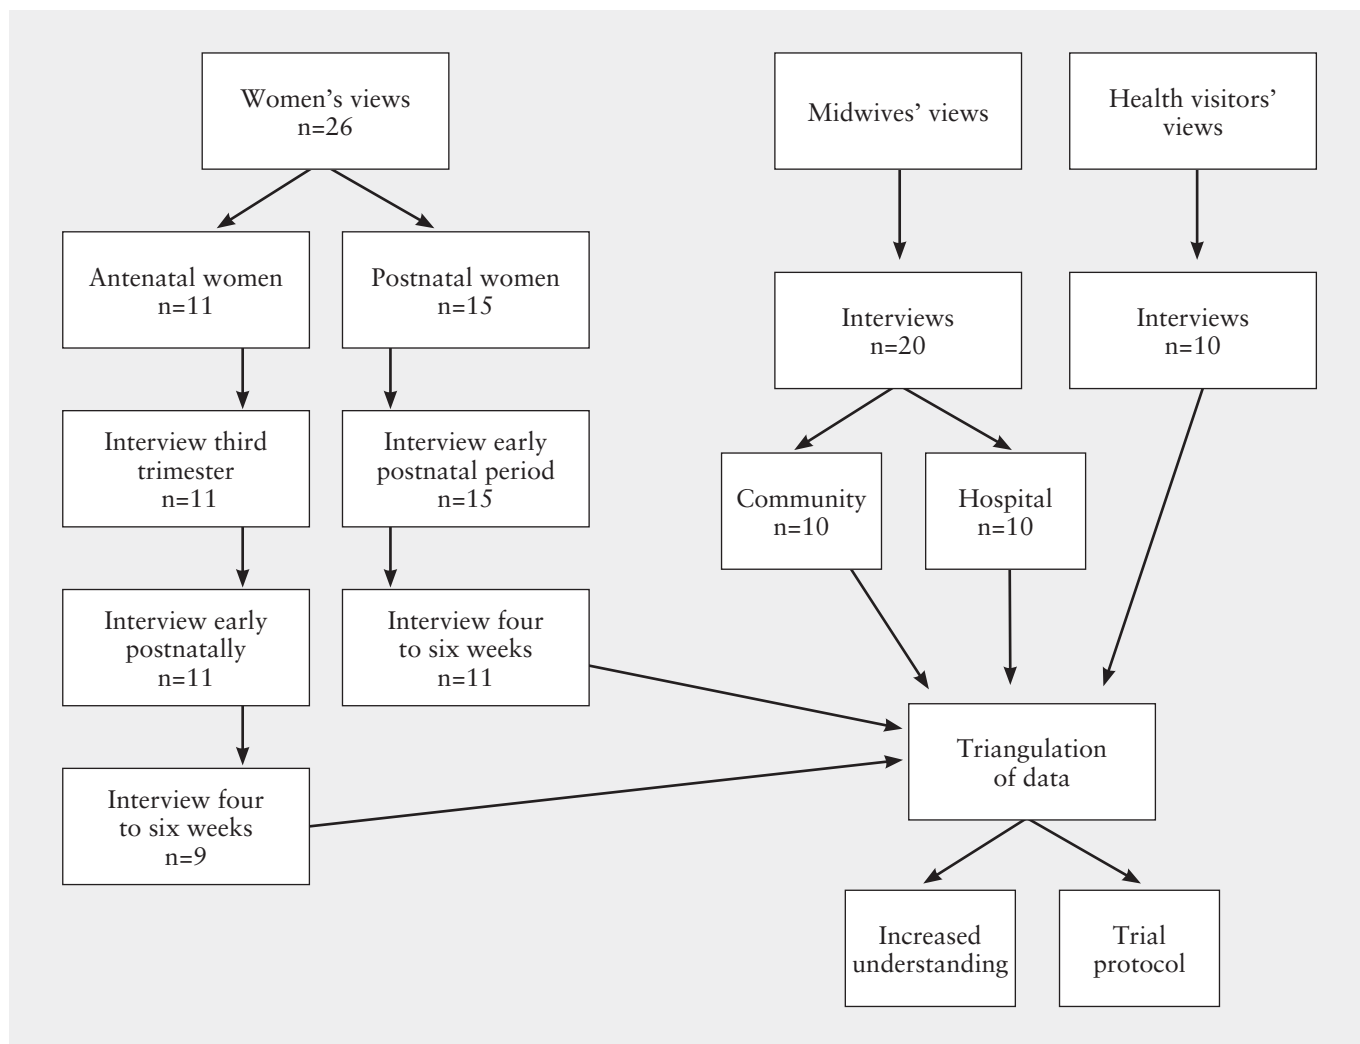 Women’s views
n=26
Midwives’ views
Health visitors’
views
Antenatal women
n=11
Postnatal women
n=15
Interviews
n=20
Interviews
n=10
Interview third
trimester
n=11
Interview early
postnatal period
n=15
Community
n=10
Hospital
n=10
Interview early
postnatally
n=11
Interview four
to six weeks
n=11
Triangulation
of data
Interview four
to six weeks
n=9
Increased
understanding
Trial
protocol